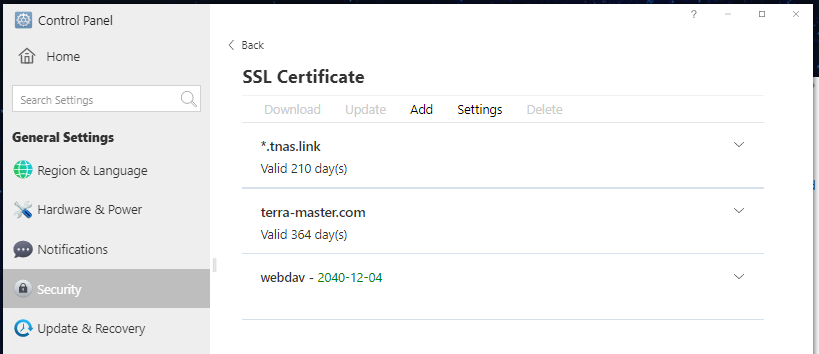 Control Panel
?
Home
Search Settings
General Settings
Region & Language
Hardware & Power
Notifications
Security
Update & Recovery
Back
SSL Certificate
Download Update Add Settings Delete
*.tnas.link
Valid 210 day(s)
terra-master.com
Valid 364 day(s)
webdav - 2040-12-04